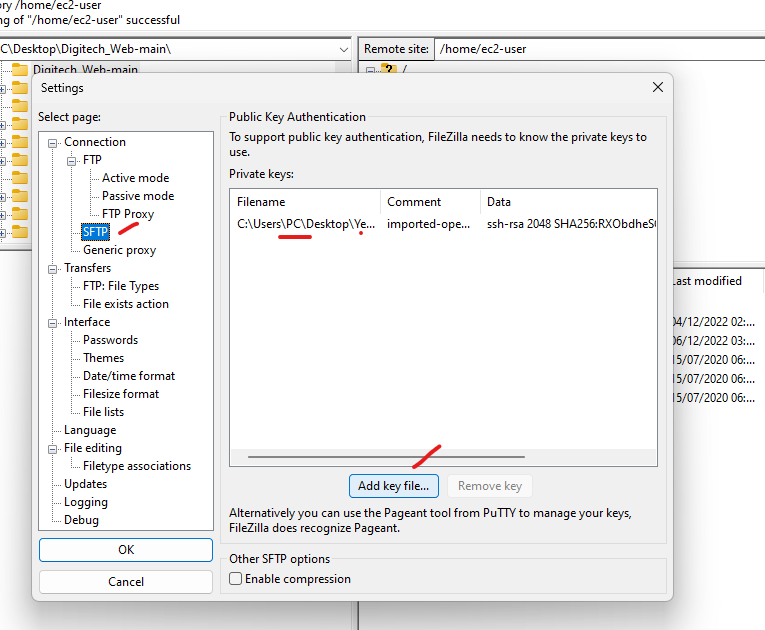 ory /home/ec2-user
ng of "/home/ec2-user" successful
C\Desktop\Digitech_Web-main\
Remote site: /home/ec2-user
Digitech_Web-main
? /
Settings
Select page:
Connection
FTP
Active mode
Passive mode
FTP Proxy
SFTP
Generic proxy
Transfers
FTP: File Types
File exists action
Interface
Passwords
Themes
Date/time format
Filesize format
File lists
Language
File editing
Filetype associations
Updates
Logging
Debug
OK
Cancel
Public Key Authentication
To support public key authentication, FileZilla needs to know the private keys to
use.
Private keys:
Filename Comment Data
C:\Users\PC\Desktop\Ye... imported-ope... ssh-rsa 2048 SHA256:RXObdheS
Add key file... Remove key
Alternatively you can use the Pageant tool from PuTTY to manage your keys,
FileZilla does recognize Pageant.
Other SFTP options
Enable compression
Last modified
04/12/2022 02:...
06/12/2022 03:...
15/07/2020 06:...
15/07/2020 06:...
15/07/2020 06:...